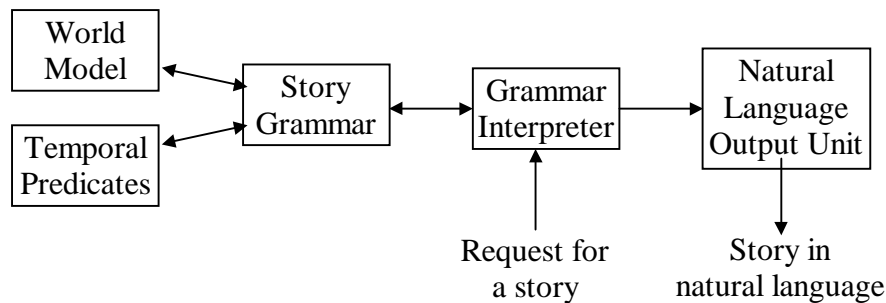 World
Model
Temporal
Predicates
Story
Grammar
Grammar
Interpreter
Natural
Language
Output Unit
Request for
a story
Story in
natural language